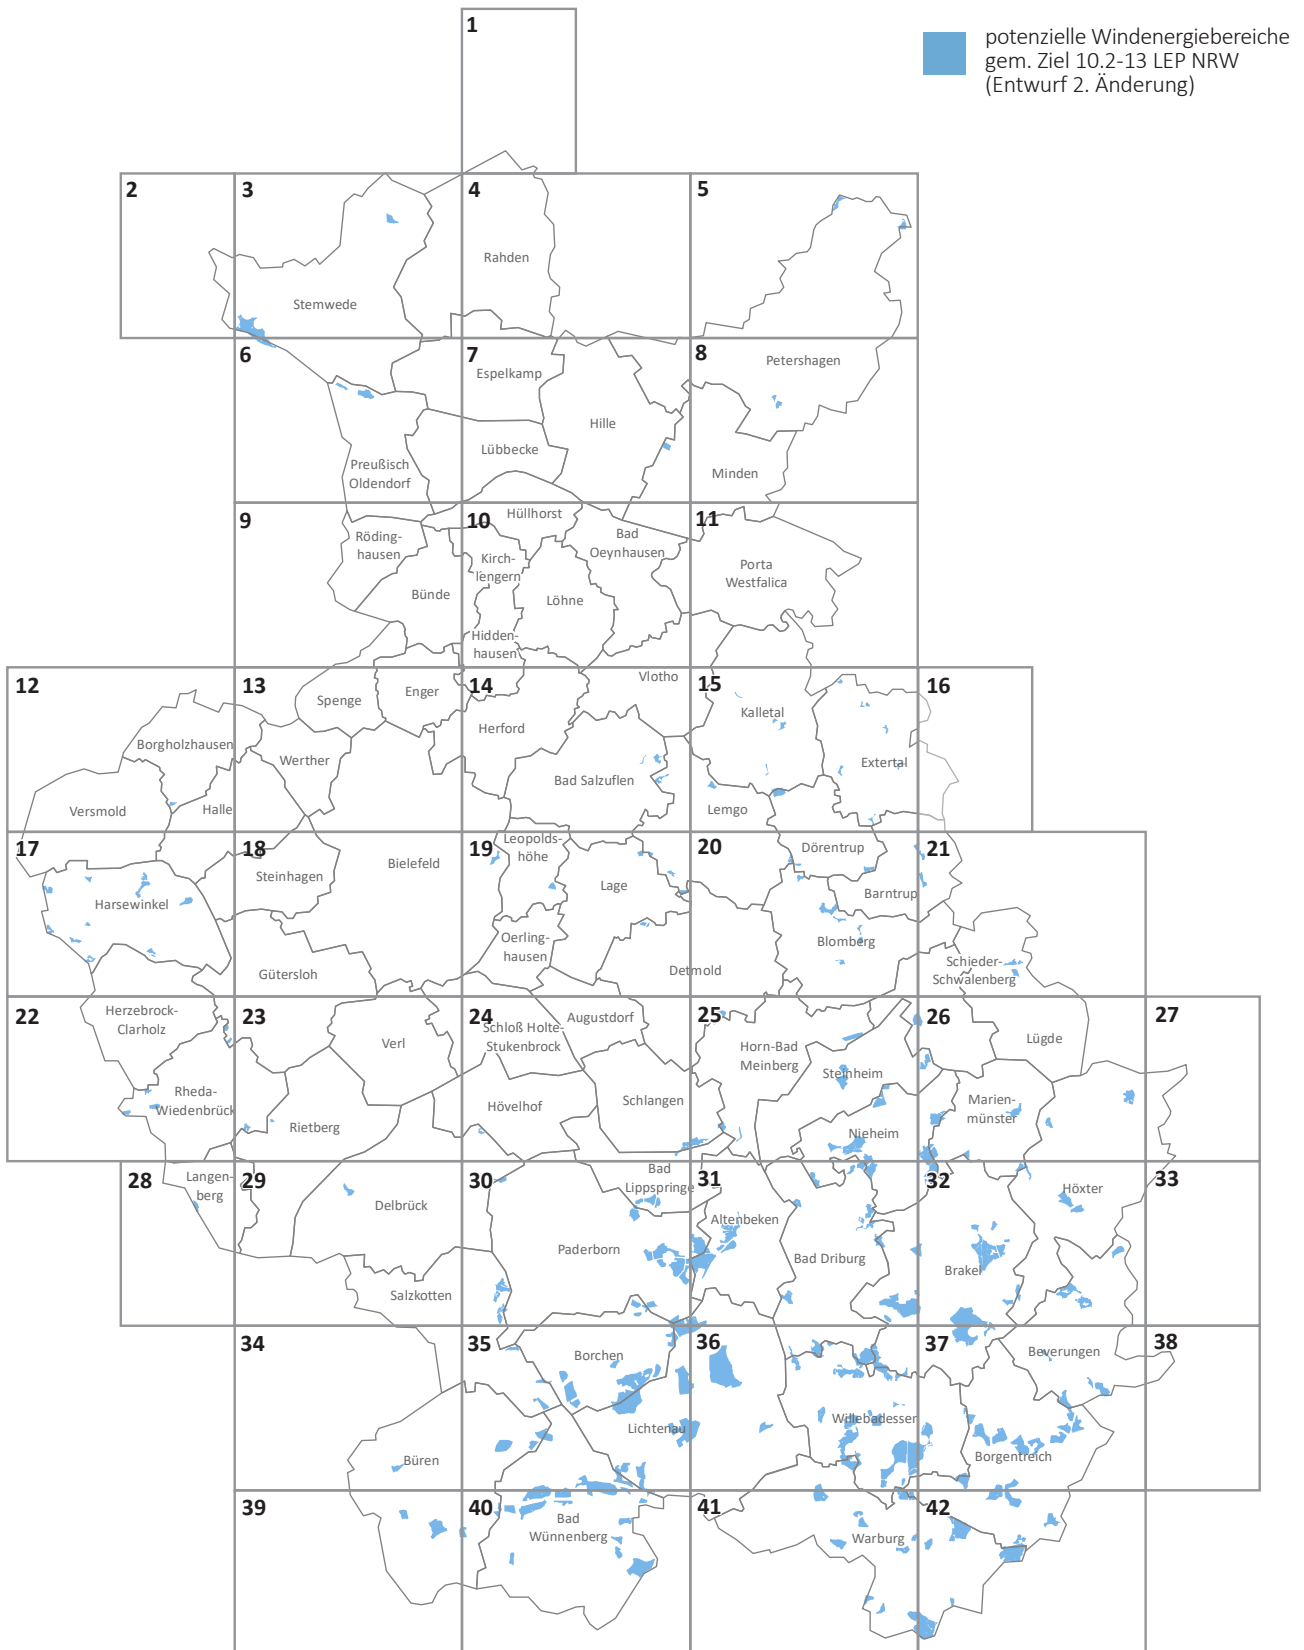 1
potenzielle Windenergiebereiche
gem. Ziel 10.2-13 LEP NRW
(Entwurf 2. Änderung)
2
3
4
5
Rahden
Stemwede
6
7
8
Petershagen
Espelkamp
Hille
Lübbecke
Preußisch
Oldendorf
Minden
9
10
11
Hüllhorst
Röding-
hausen
Bad
Oeynhausen
Kirch-
lengern
Porta
Westfalica
Bünde
Löhne
Hidden-
hausen
12
13
14
15
16
Vlotho
Spenge
Enger
Kalletal
Herford
Borgholzhausen
Werther
Extertal
Bad Salzuflen
Versmold
Halle
Lemgo
17
18
19
20
21
Leopolds-
höhe
Dörentrup
Bielefeld
Steinhagen
Lage
Barntrup
Harsewinkel
Oerling-
hausen
Blomberg
Schieder-
Schwalenberg
Gütersloh
Detmold
22
23
24
25
26
27
Herzebrock-
Clarholz
Augustdorf
Schloß Holte-
Stukenbrock
Verl
Horn-Bad
Meinberg
Lügde
Steinheim
Rheda-
Wiedenbrück
Schlangen
Marien-
münster
Hövelhof
Rietberg
Nieheim
28
29
30
31
32
33
Langen-
berg
Bad
Lippspringe
Höxter
Delbrück
Altenbeken
Paderborn
Bad Driburg
Brakel
Salzkotten
34
35
36
37
38
Borchen
Beverungen
Lichtenau
Willebadessen
Büren
Borgentreich
39
40
41
42
Bad
Wünnenberg
Warburg